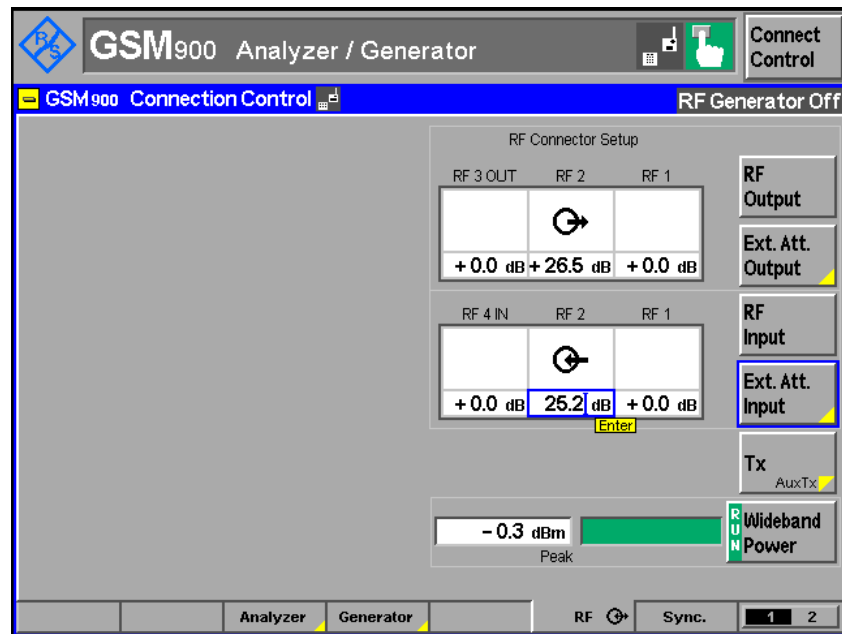 R&S GSM900 Analyzer / Generator
Connect
Control
GSM900 Connection Control
RF Generator Off
RF Connector Setup
RF 3 OUT RF 2 RF 1
+ 0.0 dB + 26.5 dB + 0.0 dB
RF
Output
Ext. Att.
Output
RF 4 IN RF 2 RF 1
+ 0.0 dB 25.2 dB + 0.0 dB
Enter
RF
Input
Ext. Att.
Input
Tx
AuxTx
- 0.3 dBm
Peak
RUN
Wideband
Power
Analyzer Generator RF Sync. 1 2